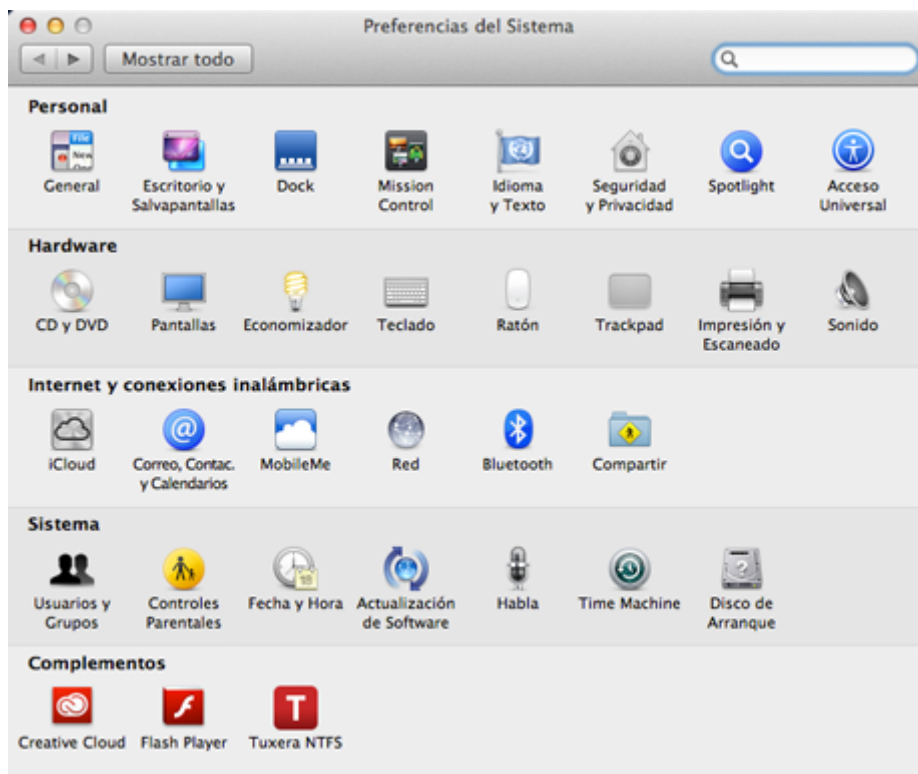 Preferencias del Sistema
Mostrar todo
Personal
General
Escritorio y
Salvapantallas
Dock
Mission
Control
Idioma
y Texto
Seguridad
y Privacidad
Spotlight
Acceso
Universal
Hardware
CD y DVD
Pantallas
Economizador
Teclado
Ratón
Trackpad
Impresión y
Escaneado
Sonido
Internet y conexiones inalámbricas
iCloud
Correo, Contac.
y Calendarios
MobileMe
Red
Bluetooth
Compartir
Sistema
Usuarios y
Grupos
Controles
Parentales
Fecha y Hora
Actualización
de Software
Habla
Time Machine
Disco de
Arranque
Complementos
Creative Cloud
Flash Player
T
Tuxera NTFS